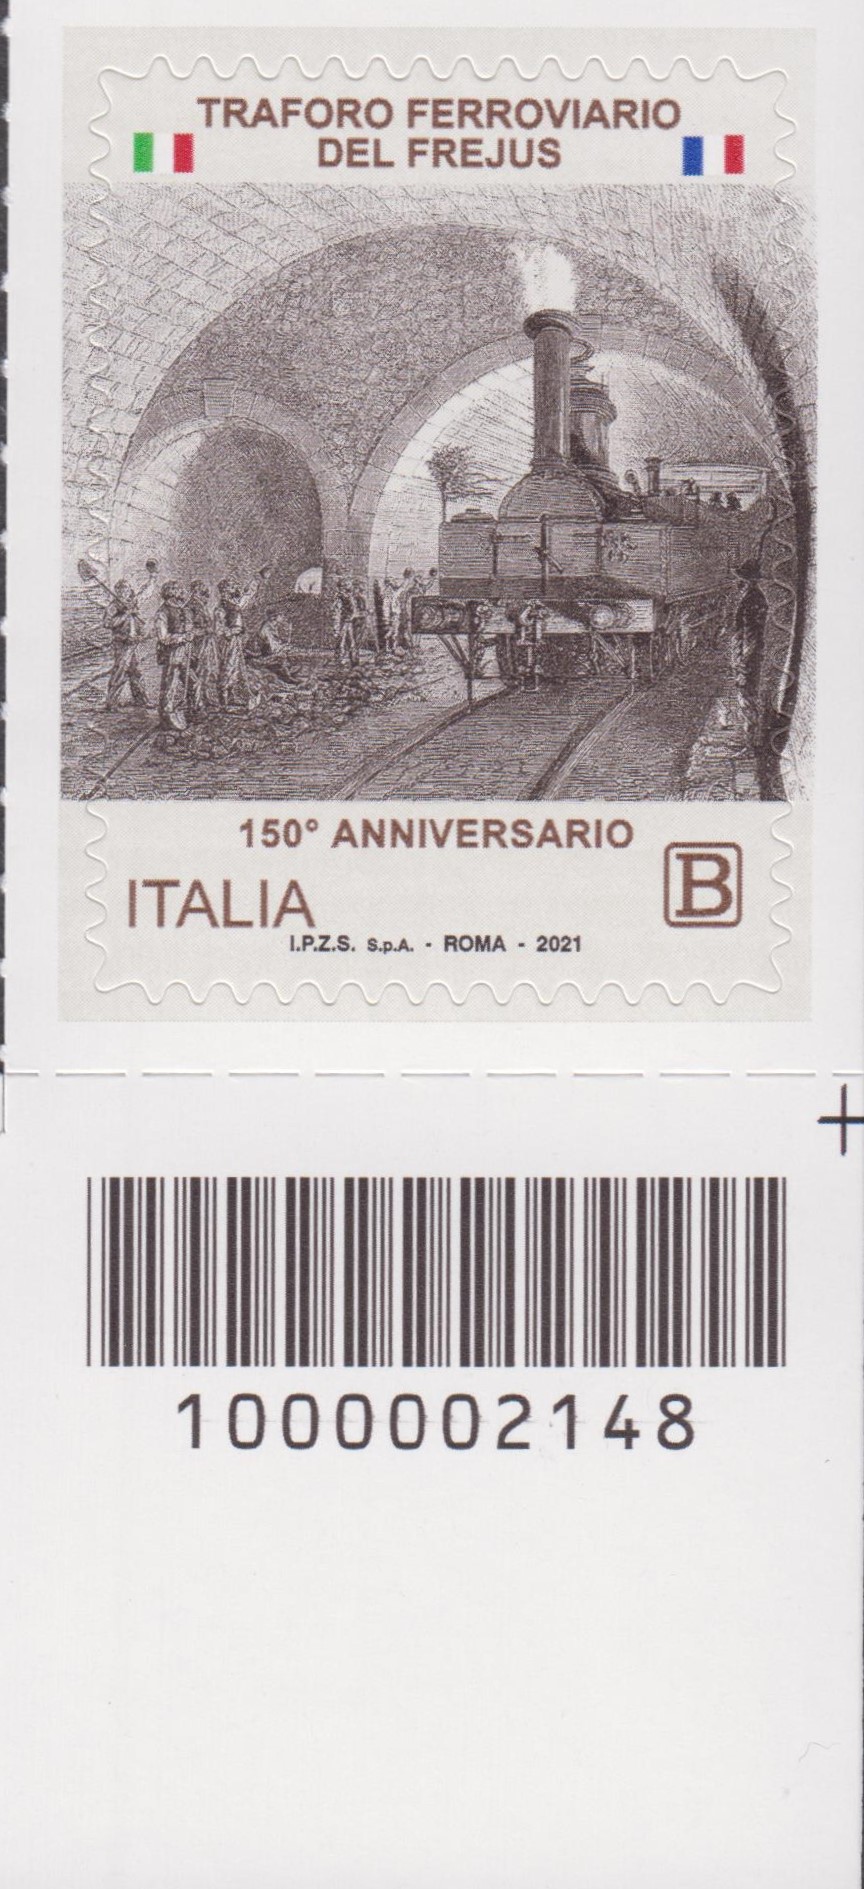 TRAFORO FERROVIARIO
DEL FREJUS
150° ANNIVERSARIO
ITALIA
B
I.P.Z.S. S.p.A. - ROMA - 2021
1000002148